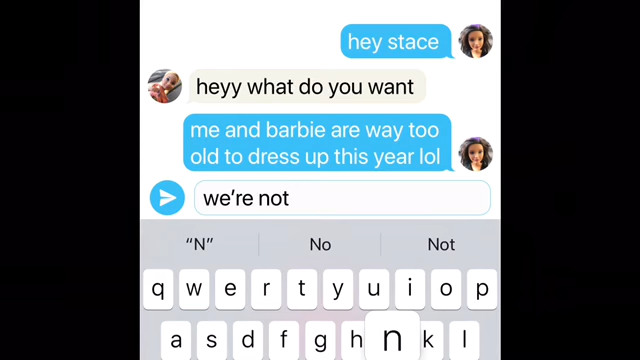 hey stace
heyy what do you want
me and barbie are way too
old to dress up this year lol
we’re not
“N” No Not
q w e r t y u i o p
a s d f g h n k l